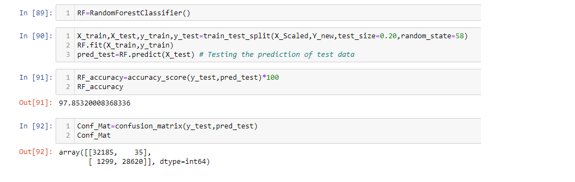 In [89]: 1 RF=RandomForestClassifier()
In [90]: 1 X_train,X_test,y_train,y_test=train_test_split(X_Scaled,Y_new,test_size=0.20,random_state=58)
2 RF.fit(X_train,y_train)
3 pred_test=RF.predict(X_test) # Testing the prediction of test data
In [91]: 1 RF_accuracy=accuracy_score(y_test,pred_test)*100
2 RF_accuracy
Out[91]: 97.85320008368336
In [92]: 1 Conf_Mat=confusion_matrix(y_test,pred_test)
2 Conf_Mat
Out[92]: array([[32185, 35],
[ 1299, 28620]], dtype=int64)